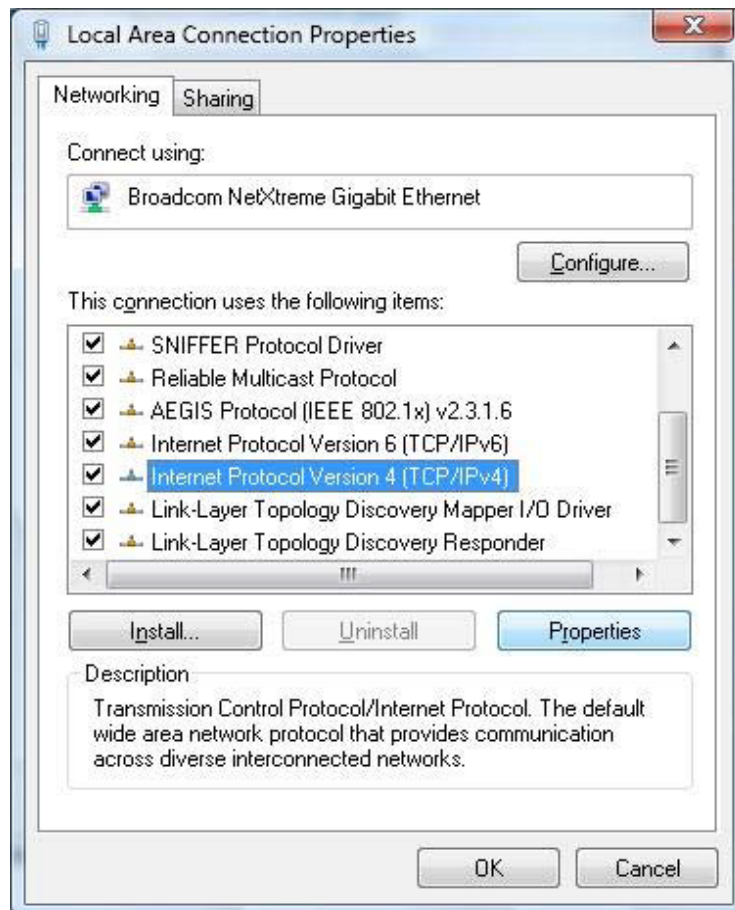 Local Area Connection Properties
Networking
Sharing
Connect using:
Broadcom NetXtreme Gigabit Ethernet
Configure...
This connection uses the following items:
SNIFFER Protocol Driver
Reliable Multicast Protocol
AEGIS Protocol (IEEE 802.1x) v2.3.1.6
Internet Protocol Version 6 (TCP/IPv6)
Internet Protocol Version 4 (TCP/IPv4)
Link-Layer Topology Discovery Mapper I/O Driver
Link-Layer Topology Discovery Responder
Install...
Uninstall
Properties
Description
Transmission Control Protocol/Internet Protocol. The default
wide area network protocol that provides communication
across diverse interconnected networks.
OK
Cancel